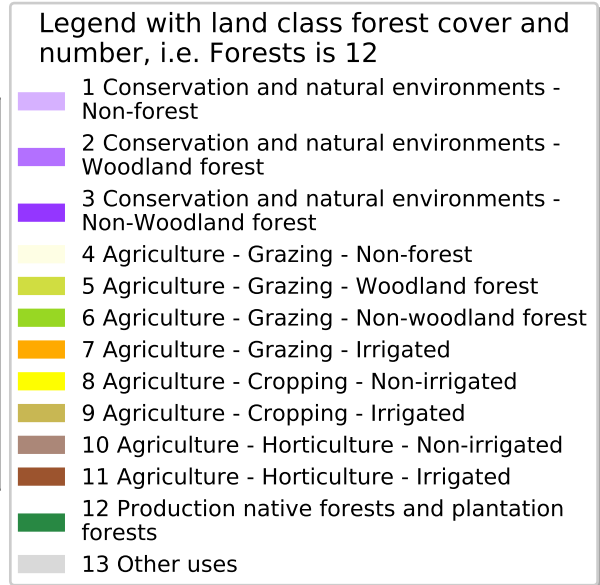 Legend with land class forest cover and
number, i.e. Forests is 12
1 Conservation and natural environments -
Non-forest
2 Conservation and natural environments -
Woodland forest
3 Conservation and natural environments -
Non-Woodland forest
4 Agriculture - Grazing - Non-forest
5 Agriculture - Grazing - Woodland forest
6 Agriculture - Grazing - Non-woodland forest
7 Agriculture - Grazing - Irrigated
8 Agriculture - Cropping - Non-irrigated
9 Agriculture - Cropping - Irrigated
10 Agriculture - Horticulture - Non-irrigated
11 Agriculture - Horticulture - Irrigated
12 Production native forests and plantation
forests
13 Other uses